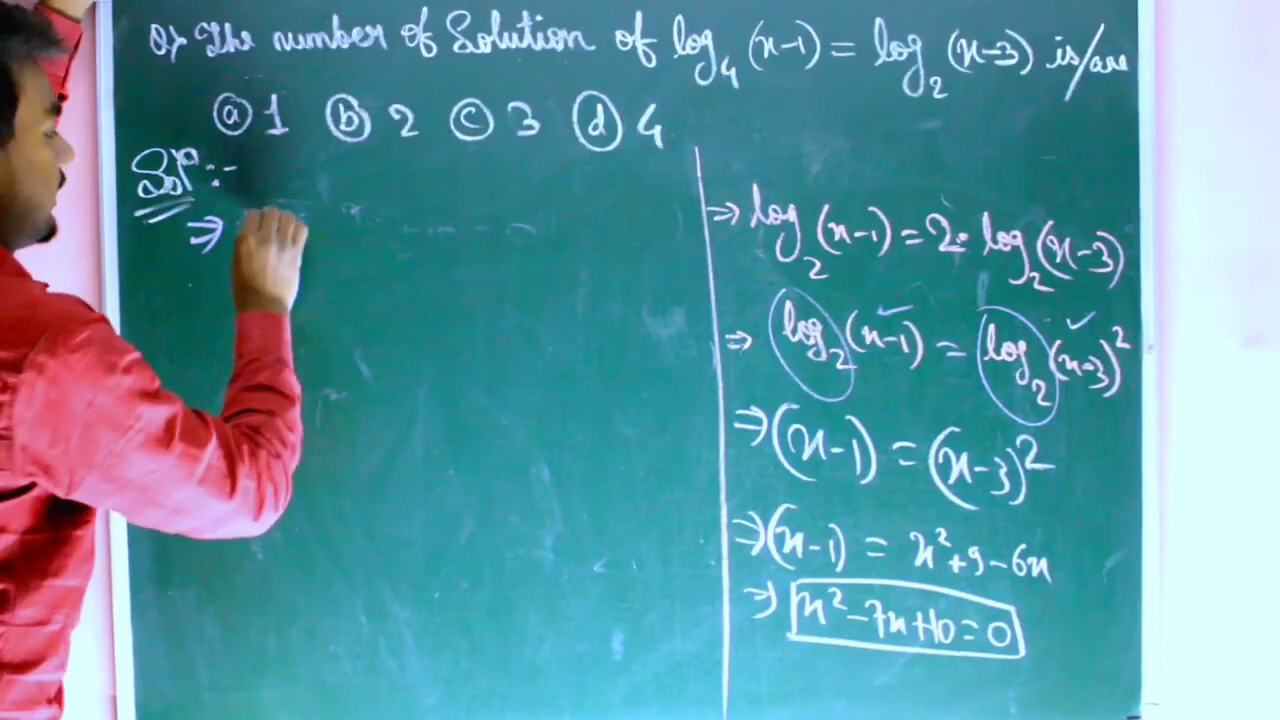 Q) The number of Solution of log₄(x-1) = log₂(x-3) is/are
(a) 1 (b) 2 (c) 3 (d) 4
Solⁿ :-
⇒
⇒ log₂(x-1) = 2·log₂(x-3)
⇒ log₂(x-1) = log₂(x-3)²
⇒ (x-1) = (x-3)²
⇒ (x-1) = x²+9-6x
⇒ x²-7x+10=0